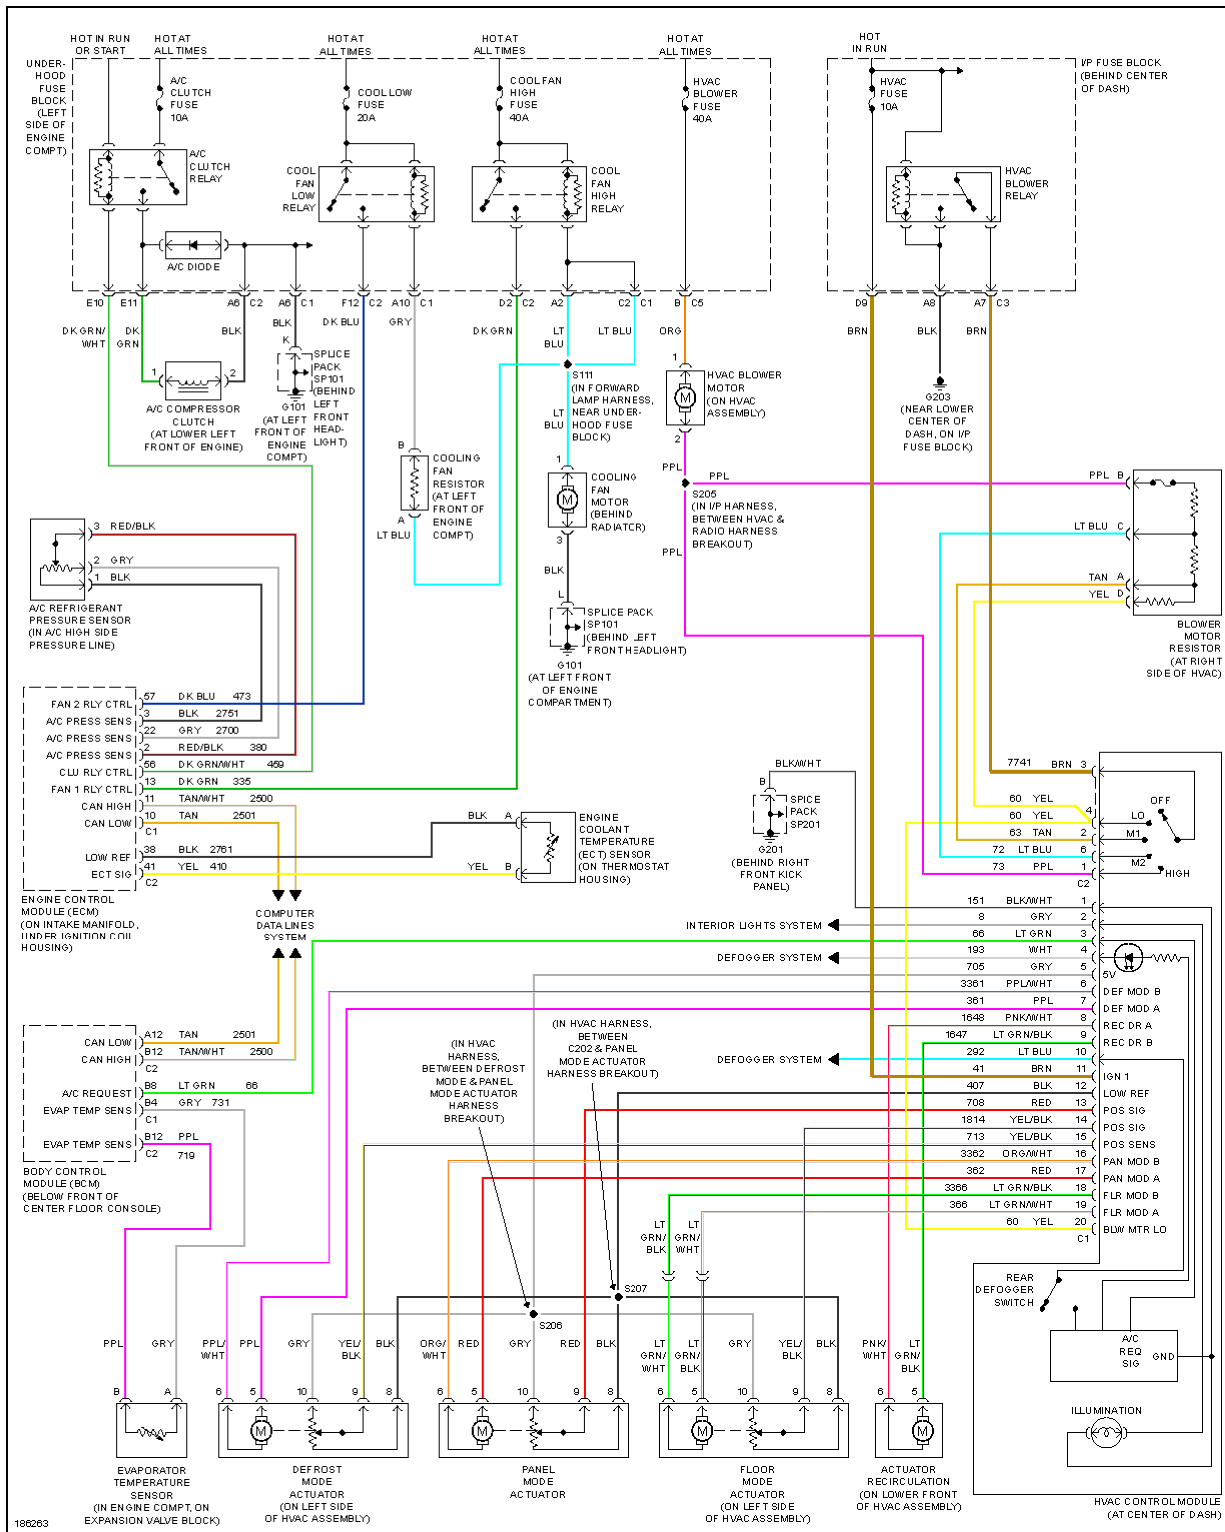 HOT IN RUN
OR START
HOT AT
ALL TIMES
HOT AT
ALL TIMES
HOT AT
ALL TIMES
HOT AT
ALL TIMES
HOT
IN RUN
UNDER-
HOOD
FUSE
BLOCK
(LEFT
SIDE OF
ENGINE
COMPT)
A/C
CLUTCH
FUSE
10A
COOL LOW
FUSE
20A
COOL FAN
HIGH
FUSE
40A
HVAC
BLOWER
FUSE
40A
HVAC
FUSE
10A
I/P FUSE BLOCK
(BEHIND CENTER
OF DASH)
A/C
CLUTCH
RELAY
COOL
FAN
LOW
RELAY
COOL
FAN
HIGH
RELAY
HVAC
BLOWER
RELAY
A/C DIODE
E10 E11 A6 C2 A6 C1 F12 C2 A10 C1 D2 C2 A2 C2 C1 B C5 D9 A8 A7 C3
DK GRN/
WHT
DK
GRN
BLK
BLK
DK BLU
GRY
DK GRN
LT
BLU
LT BLU
ORG
BRN
BLK
BRN
K
1
2
A/C COMPRESSOR
CLUTCH
(AT LOWER LEFT
FRONT OF ENGINE)
SPLICE
PACK
SP101
(BEHIND
LEFT
FRONT
HEAD-
LIGHT)
G101
(AT LEFT
FRONT OF
ENGINE
COMPT)
S111
(IN FORWARD
LAMP HARNESS,
NEAR UNDER-
HOOD FUSE
BLOCK)
LT
BLU
1
HVAC BLOWER
MOTOR
(ON HVAC
ASSEMBLY)
M
2
G203
(NEAR LOWER
CENTER OF
DASH, ON I/P
FUSE BLOCK)
B
COOLING
FAN
RESISTOR
(AT LEFT
FRONT OF
ENGINE
COMPT)
A
LT BLU
1
COOLING
FAN
MOTOR
(BEHIND
RADIATOR)
M
3
BLK
L
SPLICE PACK
SP101
(BEHIND LEFT
FRONT HEADLIGHT)
G101
(AT LEFT FRONT
OF ENGINE
COMPARTMENT)
PPL
PPL
S205
(IN I/P HARNESS,
BETWEEN HVAC &
RADIO HARNESS
BREAKOUT)
PPL
PPL B
LT BLU C
TAN A
YEL D
BLOWER
MOTOR
RESISTOR
(AT RIGHT
SIDE OF HVAC)
3 RED/BLK
2 GRY
1 BLK
A/C REFRIGERANT
PRESSURE SENSOR
(IN A/C HIGH SIDE
PRESSURE LINE)
FAN 2 RLY CTRL 57 DK BLU 473
A/C PRESS SENS 3 BLK 2751
A/C PRESS SENS 22 GRY 2700
A/C PRESS SENS 2 RED/BLK 380
CLU RLY CTRL 56 DK GRN/WHT 459
FAN 1 RLY CTRL 13 DK GRN 335
CAN HIGH 11 TAN/WHT 2500
CAN LOW 10 TAN 2501
C1
LOW REF 38 BLK 2761
ECT SIG 41 YEL 410
C2
ENGINE CONTROL
MODULE (ECM)
(ON INTAKE MANIFOLD,
UNDER IGNITION COIL
HOUSING)
BLK A
YEL B
ENGINE
COOLANT
TEMPERATURE
(ECT) SENSOR
(ON THERMOSTAT
HOUSING)
COMPUTER
DATA LINES
SYSTEM
BLK/WHT
B
SPICE
PACK
SP201
G201
(BEHIND RIGHT
FRONT KICK
PANEL)
7741 BRN 3
60 YEL
4
60 YEL
63 TAN 2
72 LT BLU 6
73 PPL 1
C2
OFF
LO
M1
M2
HIGH
151 BLK/WHT 1
INTERIOR LIGHTS SYSTEM 8 GRY 2
66 LT GRN 3
DEFOGGER SYSTEM 193 WHT 4
705 GRY 5 5V
3361 PPL/WHT 6 DEF MOD B
361 PPL 7 DEF MOD A
1648 PNK/WHT 8 REC DR A
1647 LT GRN/BLK 9 REC DR B
DEFOGGER SYSTEM 292 LT BLU 10
41 BRN 11 IGN 1
407 BLK 12 LOW REF
708 RED 13 POS SIG
1814 YEL/BLK 14 POS SIG
713 YEL/BLK 15 POS SENS
3362 ORG/WHT 16 PAN MOD B
362 RED 17 PAN MOD A
3366 LT GRN/BLK 18 FLR MOD B
366 LT GRN/WHT 19 FLR MOD A
60 YEL 20 BLW MTR LO
C1
CAN LOW A12 TAN 2501
CAN HIGH B12 TAN/WHT 2500
C2
A/C REQUEST B8 LT GRN 66
EVAP TEMP SENS B4 GRY 731
C1
EVAP TEMP SENS B12 PPL
C2 719
BODY CONTROL
MODULE (BCM)
(BELOW FRONT OF
CENTER FLOOR CONSOLE)
(IN HVAC
HARNESS,
BETWEEN DEFROST
MODE & PANEL
MODE ACTUATOR
HARNESS
BREAKOUT)
(IN HVAC HARNESS,
BETWEEN
C202 & PANEL
MODE ACTUATOR
HARNESS BREAKOUT)
LT
GRN/
BLK
LT
GRN/
WHT
S207
S206
REAR
DEFOGGER
SWITCH
A/C
REQ
SIG
GND
ILLUMINATION
HVAC CONTROL MODULE
(AT CENTER OF DASH)
PPL
GRY
PPL/
WHT
PPL
GRY
YEL/
BLK
BLK
ORG/
WHT
RED
GRY
RED
BLK
LT
GRN/
WHT
LT
GRN/
BLK
GRY
YEL/
BLK
BLK
PNK/
WHT
LT
GRN/
BLK
B A 6 5 10 9 8 6 5 10 9 8 6 5 10 9 8 6 5
M M M M
EVAPORATOR
TEMPERATURE
SENSOR
(IN ENGINE COMPT, ON
EXPANSION VALVE BLOCK)
DEFROST
MODE
ACTUATOR
(ON LEFT SIDE
OF HVAC ASSEMBLY)
PANEL
MODE
ACTUATOR
FLOOR
MODE
ACTUATOR
(ON LEFT SIDE
OF HVAC ASSEMBLY)
ACTUATOR
RECIRCULATION
(ON LOWER FRONT
OF HVAC ASSEMBLY)
186263